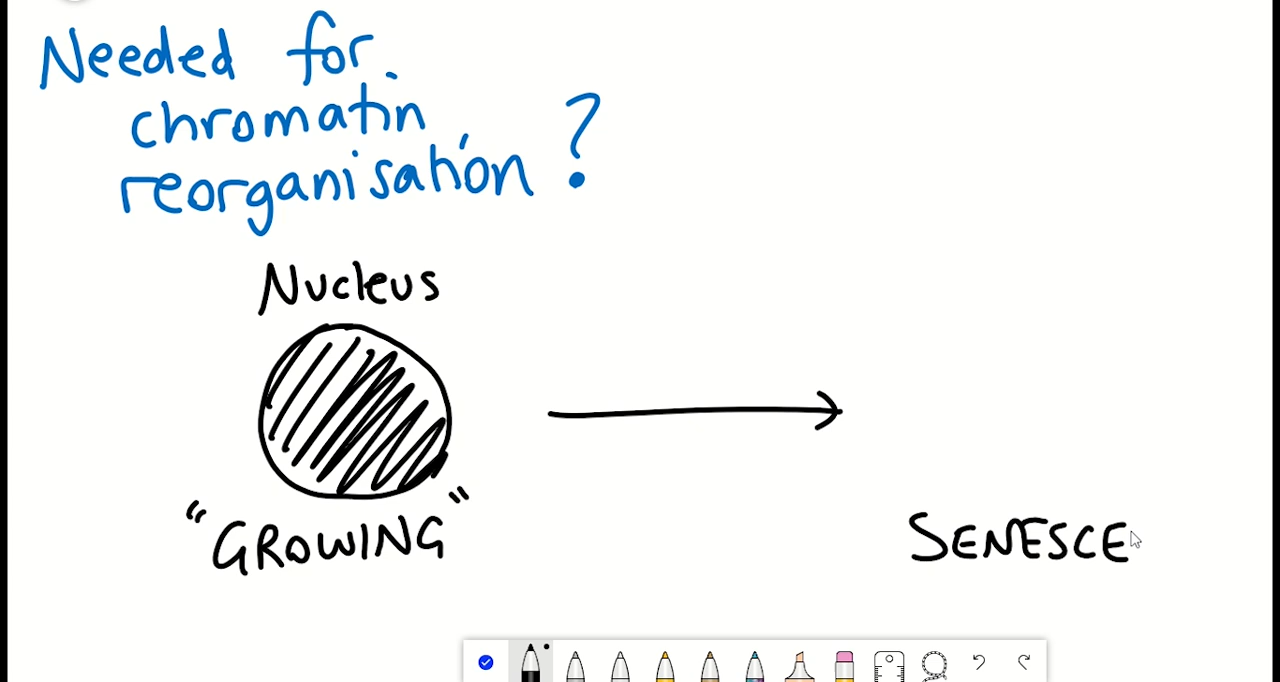 Needed for
chromatin
reorganisation ?
Nucleus
"GROWING"
SENESCE